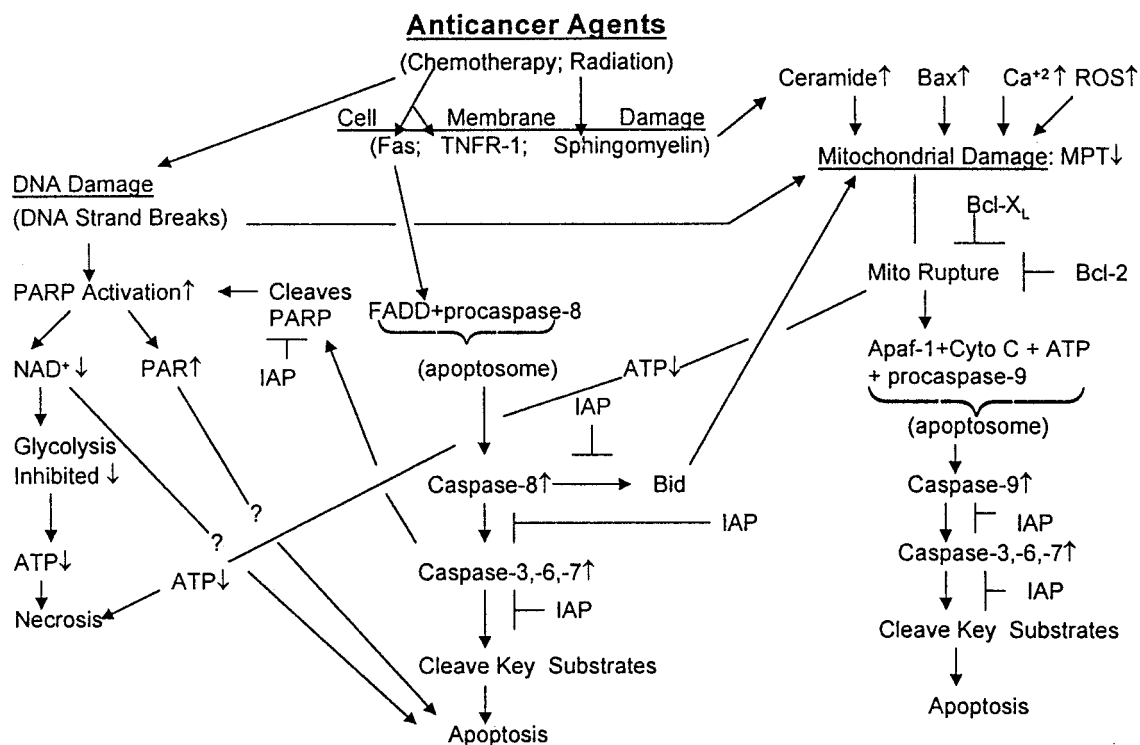 Anticancer Agents
(Chemotherapy; Radiation)
Ceramide↑ Bax↑ Ca⁺²↑ ROS↑
Cell Membrane Damage
(Fas; TNFR-1; Sphingomyelin)
Mitochondrial Damage: MPT↓
DNA Damage
(DNA Strand Breaks)
Bcl-X_L
Mito Rupture
Bcl-2
PARP Activation↑
Cleaves
PARP
IAP
FADD+procaspase-8
(apoptosome)
NAD⁺ ↓
PAR↑
ATP↓
IAP
Apaf-1+Cyto C + ATP
+ procaspase-9
(apoptosome)
Glycolysis
Inhibited ↓
Caspase-8↑
Bid
Caspase-9↑
IAP
?
?
IAP
Caspase-3,-6,-7↑
ATP↓
ATP↓
Caspase-3,-6,-7↑
IAP
IAP
Necrosis
Cleave Key Substrates
Cleave Key Substrates
Apoptosis
Apoptosis